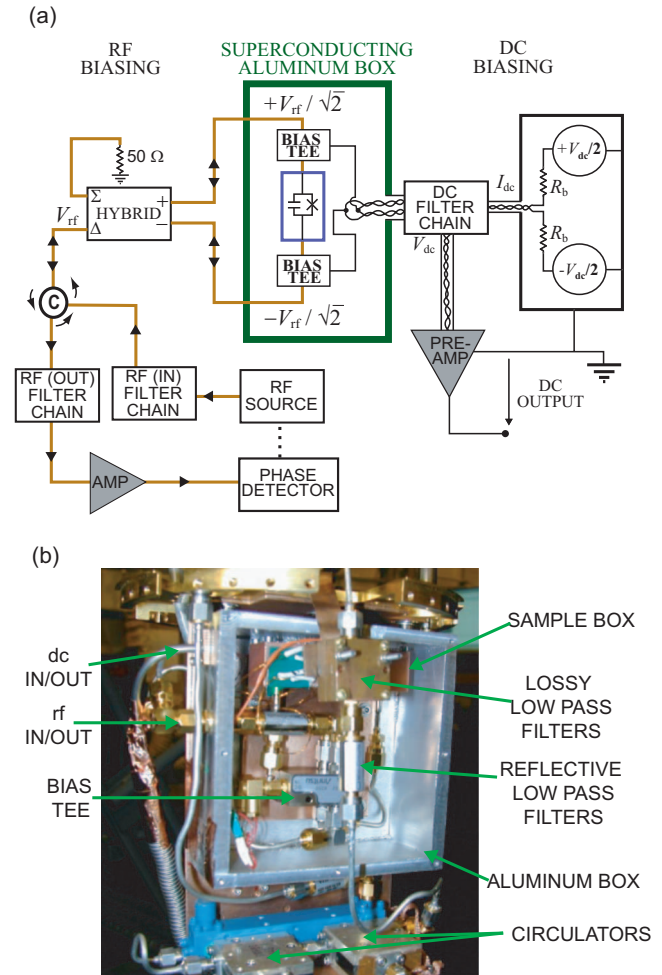 (a)
RF
BIASING
SUPERCONDUCTING
ALUMINUM BOX
DC
BIASING
+V_rf / √2
50 Ω
BIAS
TEE
Σ
V_rf
HYBRID
+
−
Δ
C
BIAS
TEE
−V_rf / √2
DC
FILTER
CHAIN
I_dc
V_dc
+V_dc/2
R_b
R_b
-V_dc/2
PRE-
AMP
DC
OUTPUT
RF (OUT)
FILTER
CHAIN
RF (IN)
FILTER
CHAIN
RF
SOURCE
AMP
PHASE
DETECTOR
(b)
dc
IN/OUT
rf
IN/OUT
BIAS
TEE
SAMPLE BOX
LOSSY
LOW PASS
FILTERS
REFLECTIVE
LOW PASS
FILTERS
ALUMINUM BOX
CIRCULATORS